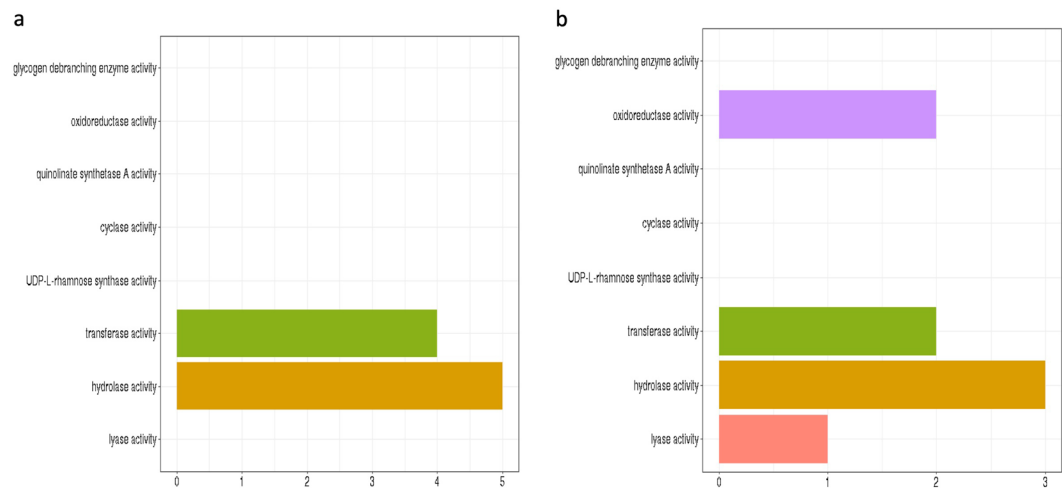 a
glycogen debranching enzyme activity
oxidoreductase activity
quinolinate synthetase A activity
cyclase activity
UDP-L-rhamnose synthase activity
transferase activity
hydrolase activity
lyase activity
0 1 2 3 4 5
b
glycogen debranching enzyme activity
oxidoreductase activity
quinolinate synthetase A activity
cyclase activity
UDP-L-rhamnose synthase activity
transferase activity
hydrolase activity
lyase activity
0 1 2 3